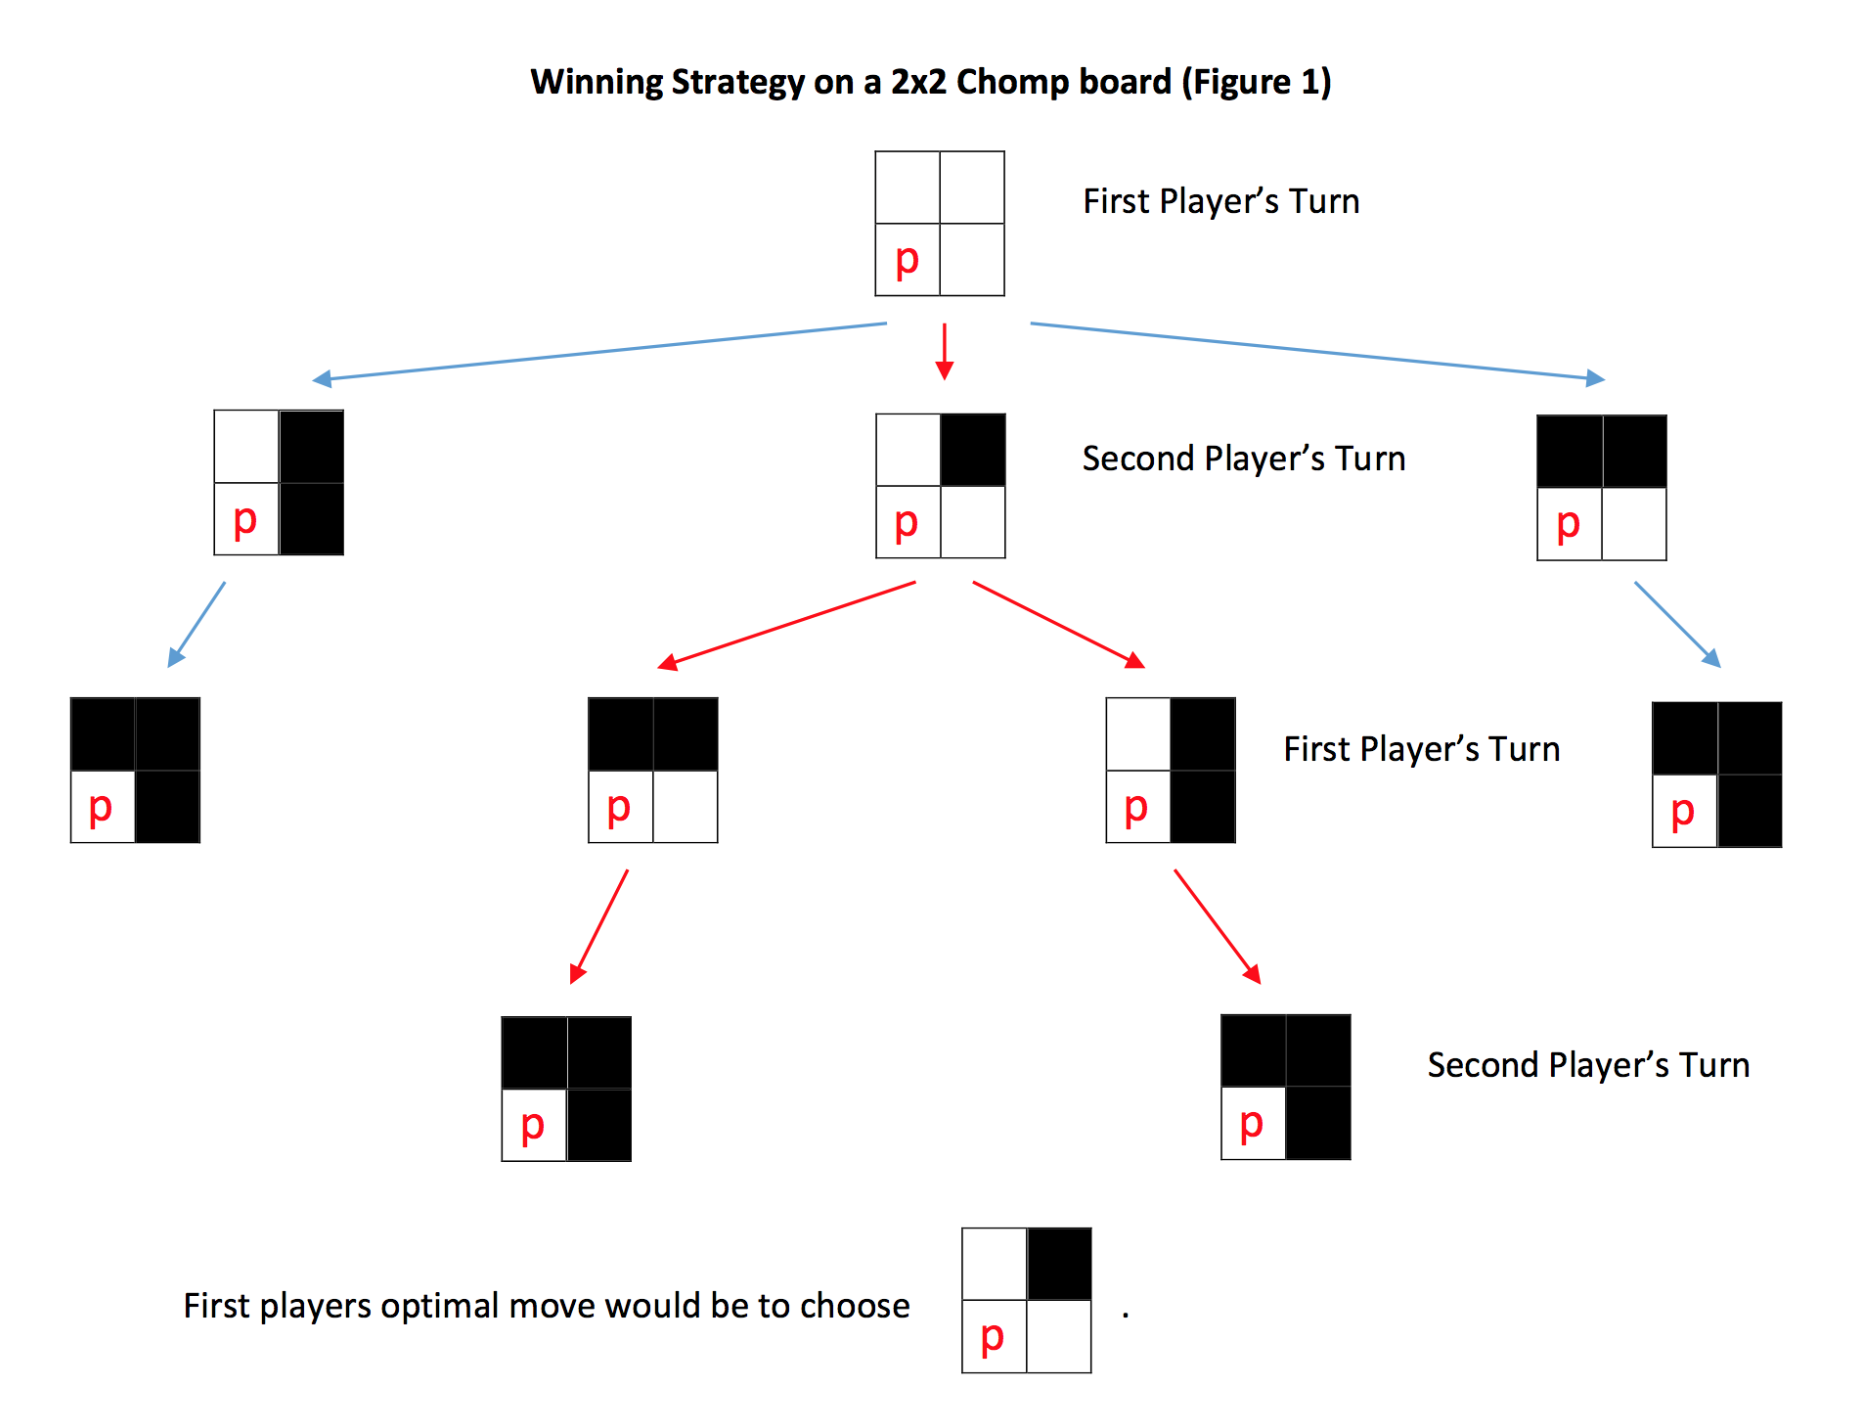 Winning Strategy on a 2x2 Chomp board (Figure 1)
First Player’s Turn
p
p
p
Second Player’s Turn
p
p
p
p
First Player’s Turn
p
p
p
Second Player’s Turn
First players optimal move would be to choose
p
.